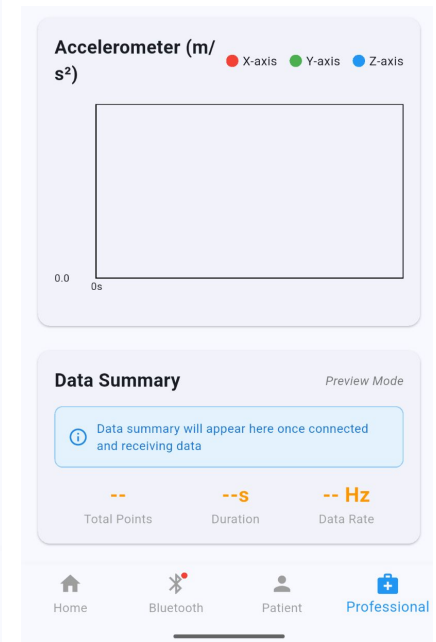 Accelerometer (m/
s²)
X-axis Y-axis Z-axis
0.0
0s
Data Summary
Preview Mode
Data summary will appear here once connected
and receiving data
-- --s -- Hz
Total Points Duration Data Rate
Home Bluetooth Patient Professional